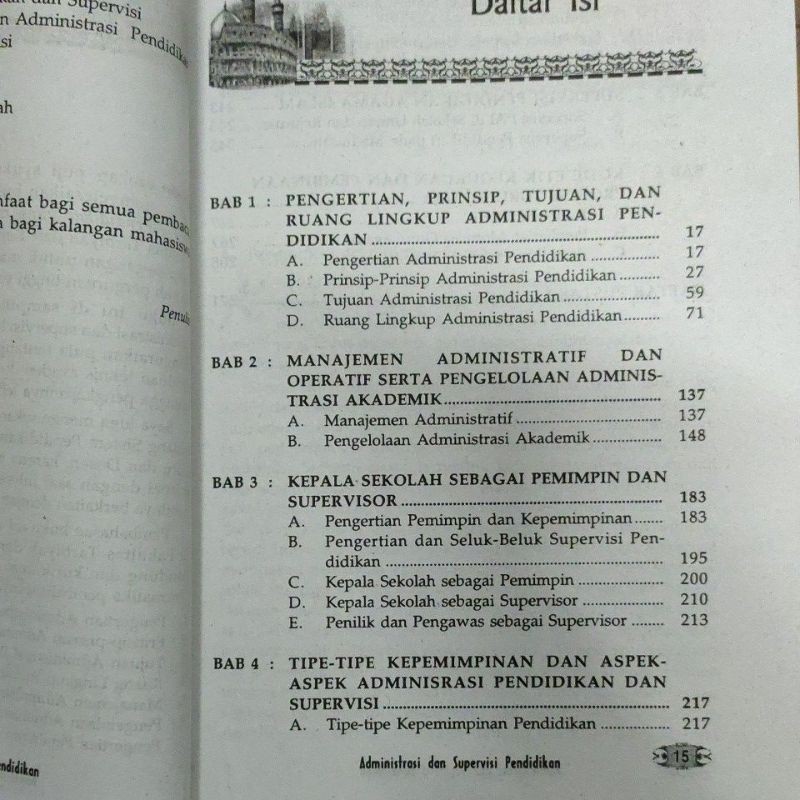 dan Supervisi
Administrasi Pendidikan
si
ah
nfaat bagi semua pembaca
bagi kalangan mahasiswa
Penulis
ndidikan
Daftar Isi
BAB 1 : PENGERTIAN, PRINSIP, TUJUAN, DAN
RUANG LINGKUP ADMINISTRASI PEN-
DIDIKAN ........ 17
A. Pengertian Administrasi Pendidikan ........ 17
B. Prinsip-Prinsip Administrasi Pendidikan ........ 27
C. Tujuan Administrasi Pendidikan ........ 59
D. Ruang Lingkup Administrasi Pendidikan ........ 71
BAB 2 : MANAJEMEN ADMINISTRATIF DAN
OPERATIF SERTA PENGELOLAAN ADMINIS-
TRASI AKADEMIK ........ 137
A. Manajemen Administratif ........ 137
B. Pengelolaan Administrasi Akademik ........ 148
BAB 3 : KEPALA SEKOLAH SEBAGAI PEMIMPIN DAN
SUPERVISOR ........ 183
A. Pengertian Pemimpin dan Kepemimpinan ........ 183
B. Pengertian dan Seluk-Beluk Supervisi Pen-
didikan ........ 195
C. Kepala Sekolah sebagai Pemimpin ........ 200
D. Kepala Sekolah sebagai Supervisor ........ 210
E. Penilik dan Pengawas sebagai Supervisor ........ 213
BAB 4 : TIPE-TIPE KEPEMIMPINAN DAN ASPEK-
ASPEK ADMINISRASI PENDIDIKAN DAN
SUPERVISI ........ 217
A. Tipe-tipe Kepemimpinan Pendidikan ........ 217
Administrasi dan Supervisi Pendidikan 15